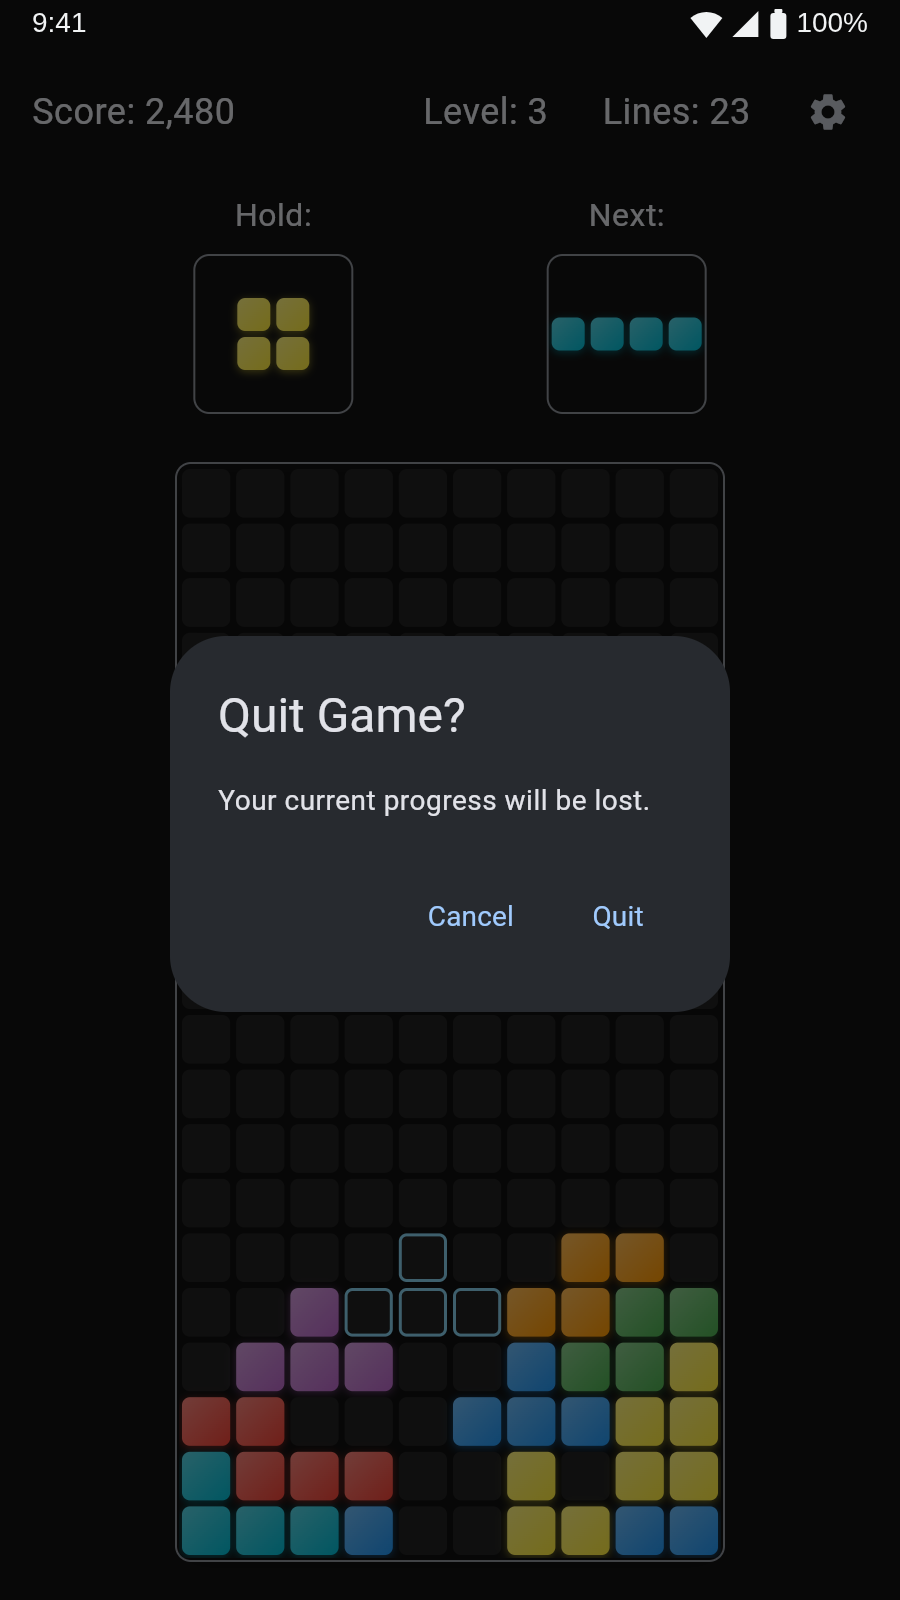 9:41 100%
Score: 2,480 Level: 3 Lines: 23
Hold: Next:
Quit Game?
Your current progress will be lost.
Cancel Quit